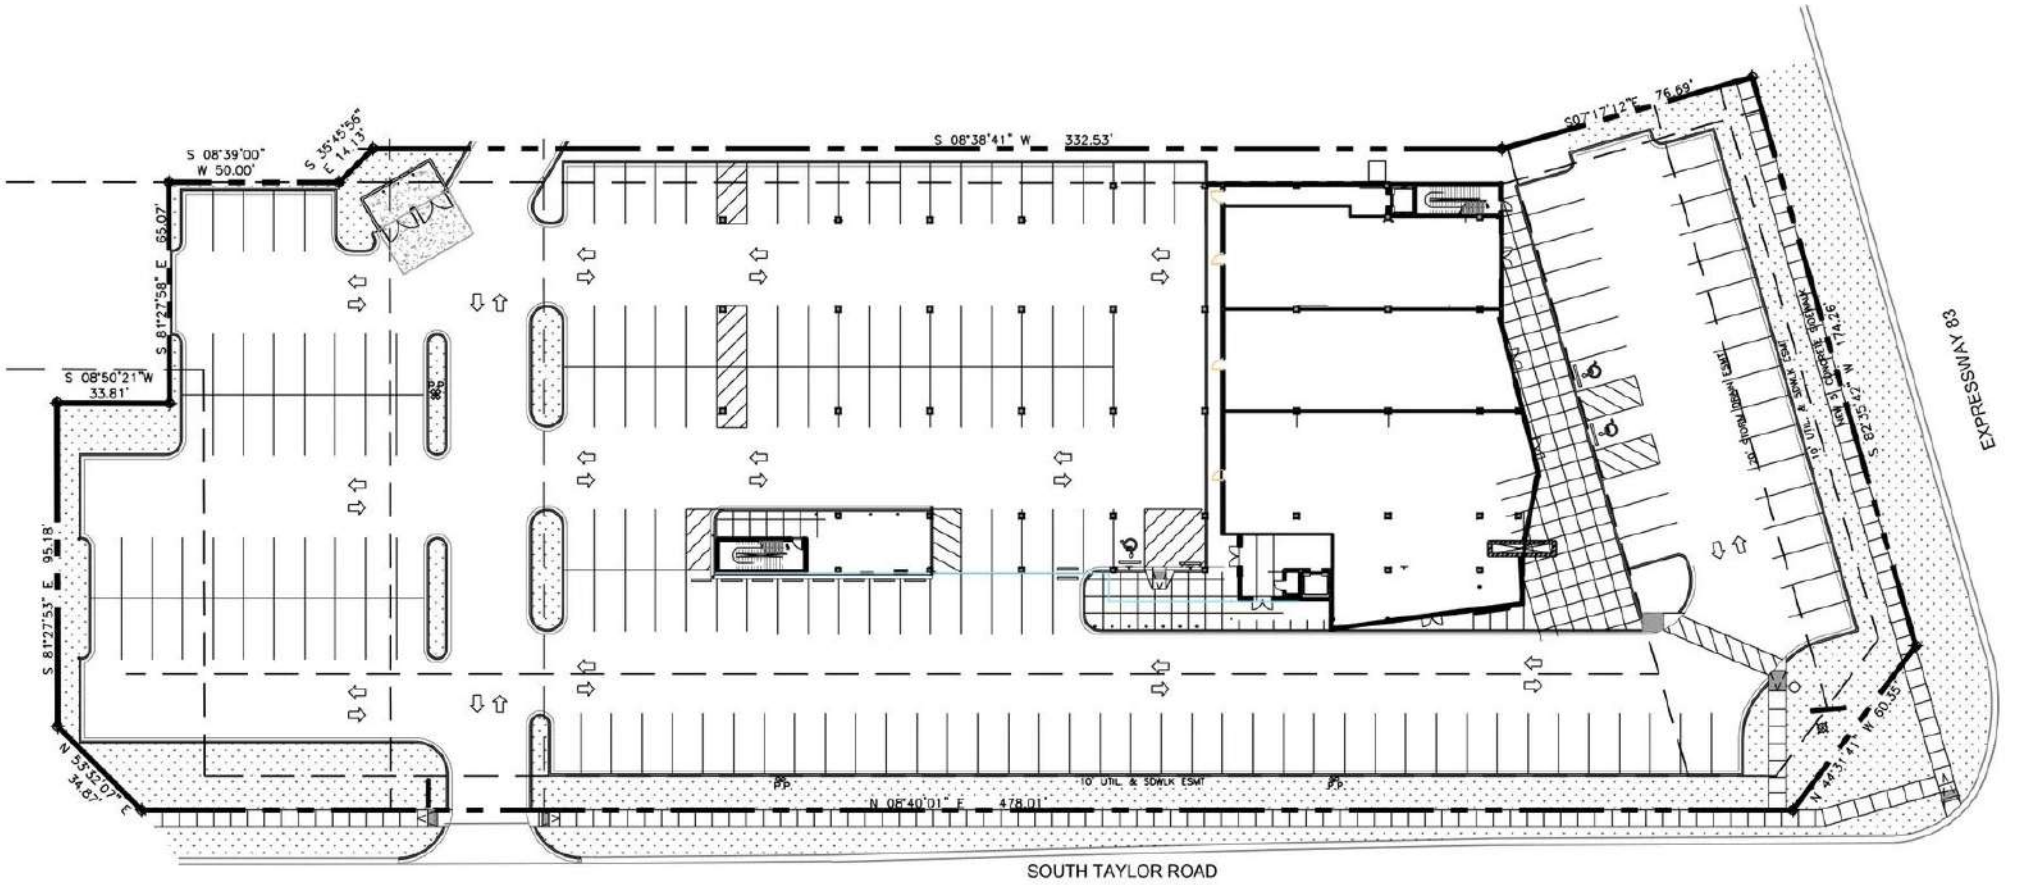 S 08°39'00"
W 50.00'
S 35°45'56"
E 14.13'
S 08°38'41" W 332.53'
S07°17'12"E 76.69'
S 81°27'58" E 65.07'
S 08°50'21"W
33.81'
S 81°27'53" E 95.18'
N 53°32'07" E
34.87'
20' STORM DRAIN ESMT
10' UTIL. & SDWLK ESMT
NEW 5' CONCRETE SIDEWALK
S 82°35'42" W 174.26'
EXPRESSWAY 83
N 44°31'41" W 60.35'
10' UTIL & SDWLK ESMT
PP
PP
N 08°40'01" E 478.01'
SOUTH TAYLOR ROAD